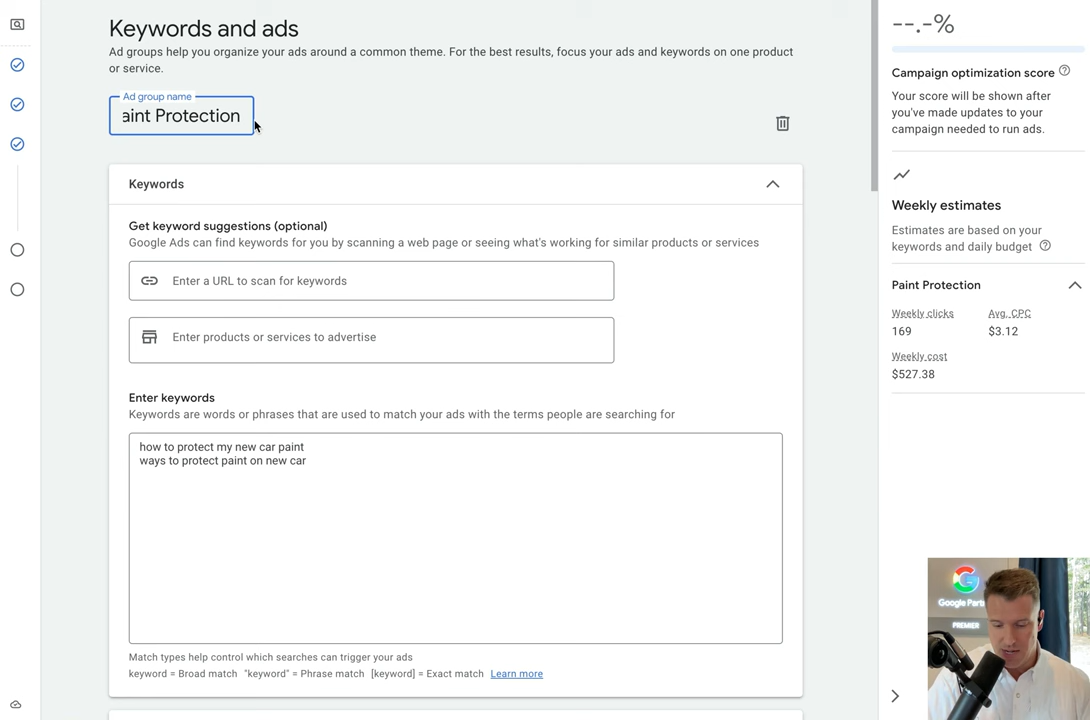 Keywords and ads
Ad groups help you organize your ads around a common theme. For the best results, focus your ads and keywords on one product
or service.
Ad group name
aint Protection
Keywords
Get keyword suggestions (optional)
Google Ads can find keywords for you by scanning a web page or seeing what's working for similar products or services
Enter a URL to scan for keywords
Enter products or services to advertise
Enter keywords
Keywords are words or phrases that are used to match your ads with the terms people are searching for
how to protect my new car paint
ways to protect paint on new car
Match types help control which searches can trigger your ads
keyword = Broad match "keyword" = Phrase match [keyword] = Exact match Learn more
--.-%
Campaign optimization score
Your score will be shown after
you've made updates to your
campaign needed to run ads.
Weekly estimates
Estimates are based on your
keywords and daily budget
Paint Protection
Weekly clicks Avg. CPC
169 $3.12
Weekly cost
$527.38
Google Part
PREMIER